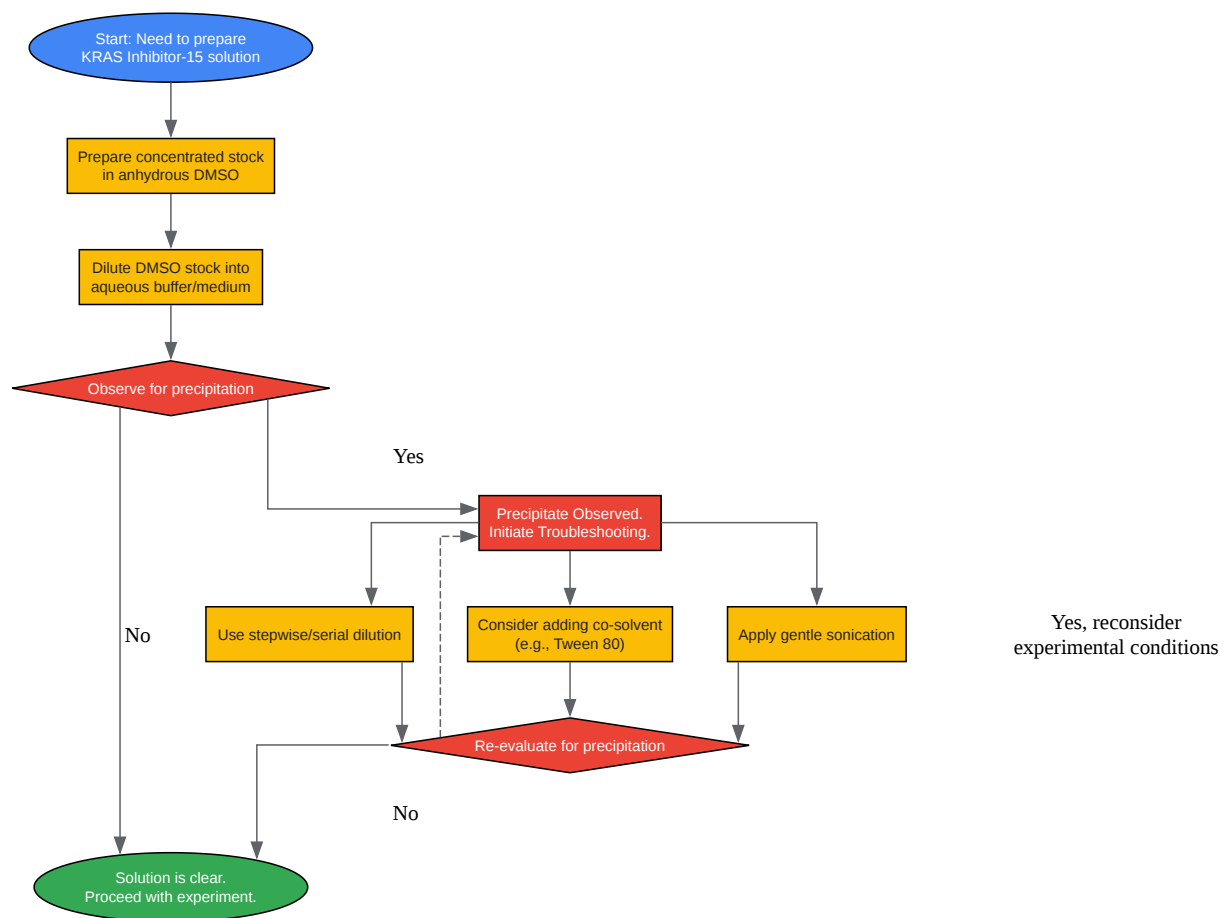 Start: Need to prepare
KRAS Inhibitor-15 solution
Prepare concentrated stock
in anhydrous DMSO
Dilute DMSO stock into
aqueous buffer/medium
Observe for precipitation
Yes
Precipitate Observed.
Initiate Troubleshooting.
No
Use stepwise/serial dilution
Consider adding co-solvent
(e.g., Tween 80)
Apply gentle sonication
Yes, reconsider
experimental conditions
Re-evaluate for precipitation
No
Solution is clear.
Proceed with experiment.